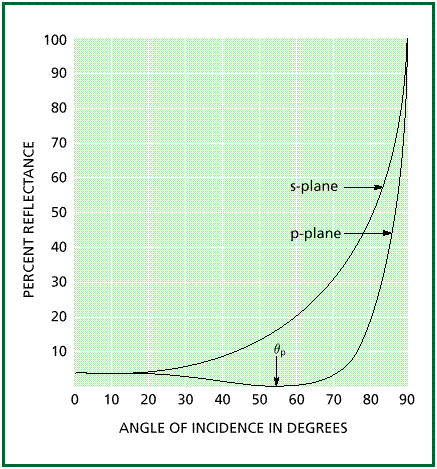 100
90
80
70
60
50
40
30
20
10
PERCENT REFLECTANCE
s-plane
p-plane
θp
0 10 20 30 40 50 60 70 80 90
ANGLE OF INCIDENCE IN DEGREES